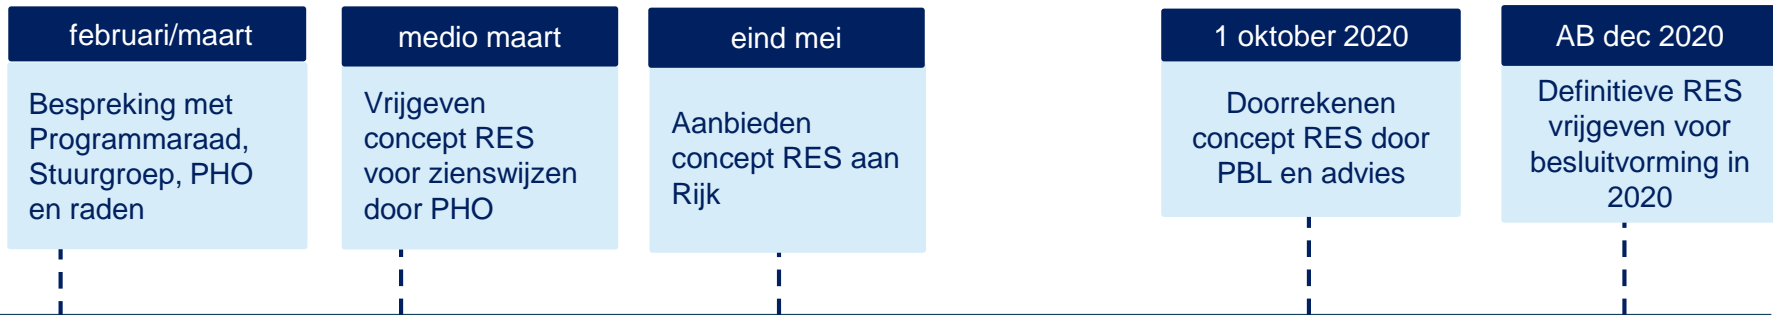 februari/maart
Bespreking met
Programmaraad,
Stuurgroep, PHO
en raden
medio maart
Vrijgeven
concept RES
voor zienswijzen
door PHO
eind mei
Aanbieden
concept RES aan
Rijk
1 oktober 2020
Doorrekenen
concept RES door
PBL en advies
AB dec 2020
Definitieve RES
vrijgeven voor
besluitvorming in
2020